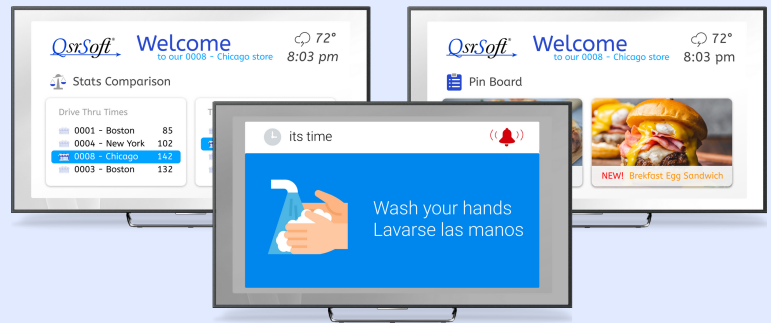 QsrSoft
Welcome
to our 0008 - Chicago store
72°
8:03 pm
Stats Comparison
Drive Thru Times
0001 - Boston 85
0004 - New York 102
0008 - Chicago 142
0003 - Boston 132
T
QsrSoft
Welcome
to our 0008 - Chicago store
72°
8:03 pm
Pin Board
NEW! Brekfast Egg Sandwich
its time
Wash your hands
Lavarse las manos